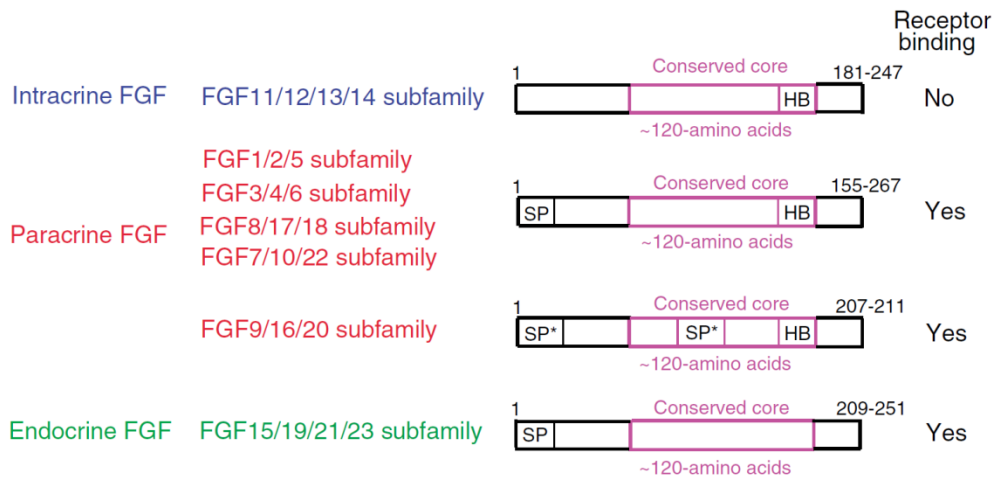 Receptor
binding
Intracrine FGF FGF11/12/13/14 subfamily 1 Conserved core 181-247 HB ~120-amino acids No
Paracrine FGF
FGF1/2/5 subfamily
FGF3/4/6 subfamily
FGF8/17/18 subfamily
FGF7/10/22 subfamily
1 Conserved core 155-267
SP HB
~120-amino acids
Yes
FGF9/16/20 subfamily
1 Conserved core 207-211
SP* SP* HB
~120-amino acids
Yes
Endocrine FGF FGF15/19/21/23 subfamily
1 Conserved core 209-251
SP
~120-amino acids
Yes